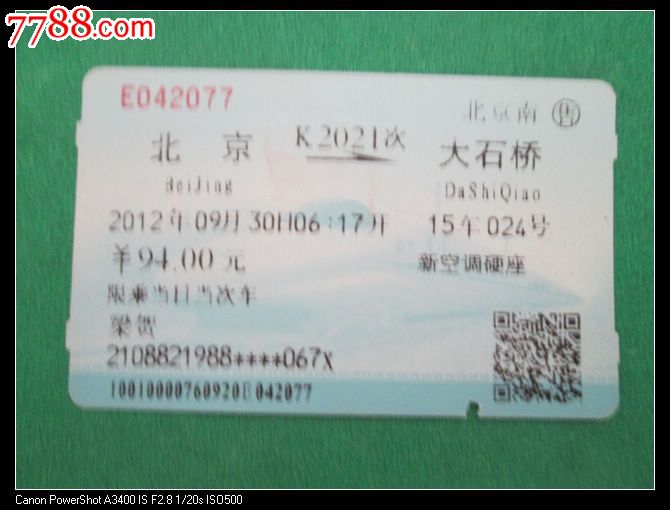 7788.com
E042077
北京南 售
北京 K2021次 大石桥
BeiJing DaShiQiao
2012年09月30日06:17开 15车024号
￥94.00元 新空调硬座
限乘当日当次车
梁贺
2108821988****067X
10010000760920E042077
Canon PowerShot A3400 IS F2.8 1/20s ISO500